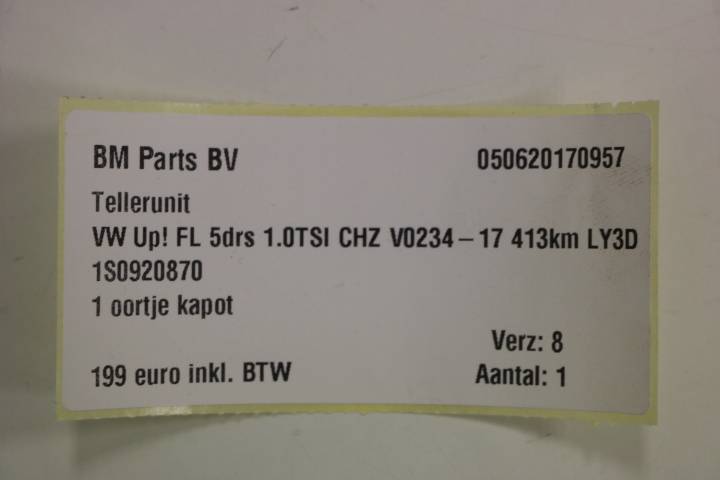 BM Parts BV 050620170957
Tellerunit
VW Up! FL 5drs 1.0TSI CHZ V0234 – 17 413km LY3D
1S0920870
1 oortje kapot
Verz: 8
199 euro inkl. BTW Aantal: 1